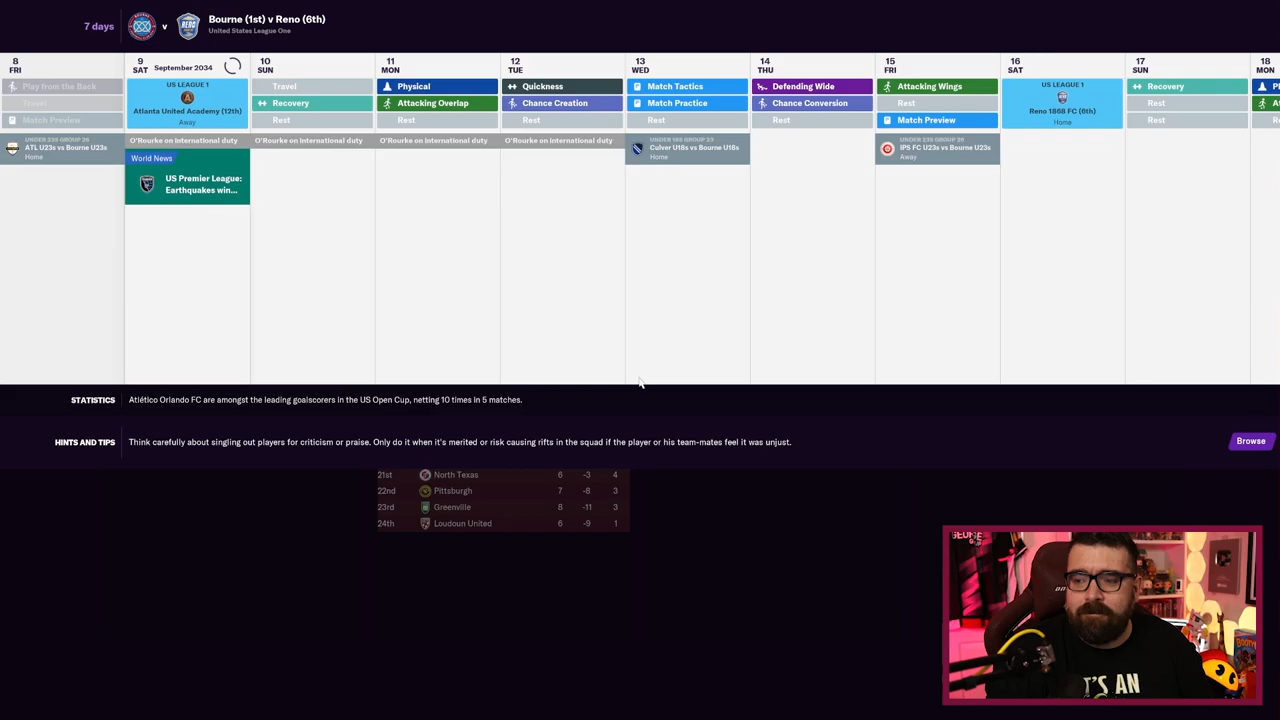 7 days
v
Bourne (1st) v Reno (6th)
United States League One
8
FRI
9
SAT
September 2034
10
SUN
11
MON
12
TUE
13
WED
14
THU
15
FRI
16
SAT
17
SUN
18
MON
Play from the Back
Travel
Match Preview
US LEAGUE 1
Atlanta United Academy (12th)
Away
Travel
Recovery
Rest
Physical
Attacking Overlap
Rest
Quickness
Chance Creation
Rest
Match Tactics
Match Practice
Rest
Defending Wide
Chance Conversion
Rest
Attacking Wings
Rest
Match Preview
US LEAGUE 1
Reno 1868 FC (6th)
Home
Recovery
Rest
Rest
ATL U23s vs Bourne U23s
Home
O'Rourke on International duty
O'Rourke on International duty
O'Rourke on International duty
O'Rourke on International duty
World News
US Premier League:
Earthquakes win...
Culver U18s vs Bourne U18s
Home
IPS FC U23s vs Bourne U23s
Away
STATISTICS
Atlético Orlando FC are amongst the leading goalscorers in the US Open Cup, netting 10 times in 5 matches.
HINTS AND TIPS
Think carefully about singling out players for criticism or praise. Only do it when it's merited or risk causing rifts in the squad if the player or his team-mates feel it was unjust.
Browse
21st North Texas 6 -3 4
22nd Pittsburgh 7 -8 3
23rd Greenville 8 -11 3
24th Loudoun United 6 -9 1